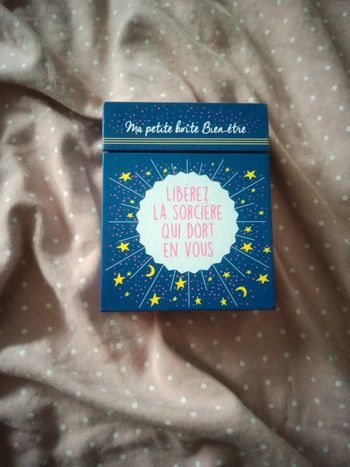 Ma petite boîte Bien-être
LIBÉREZ
LA SORCIÈRE
QUI DORT
EN VOUS